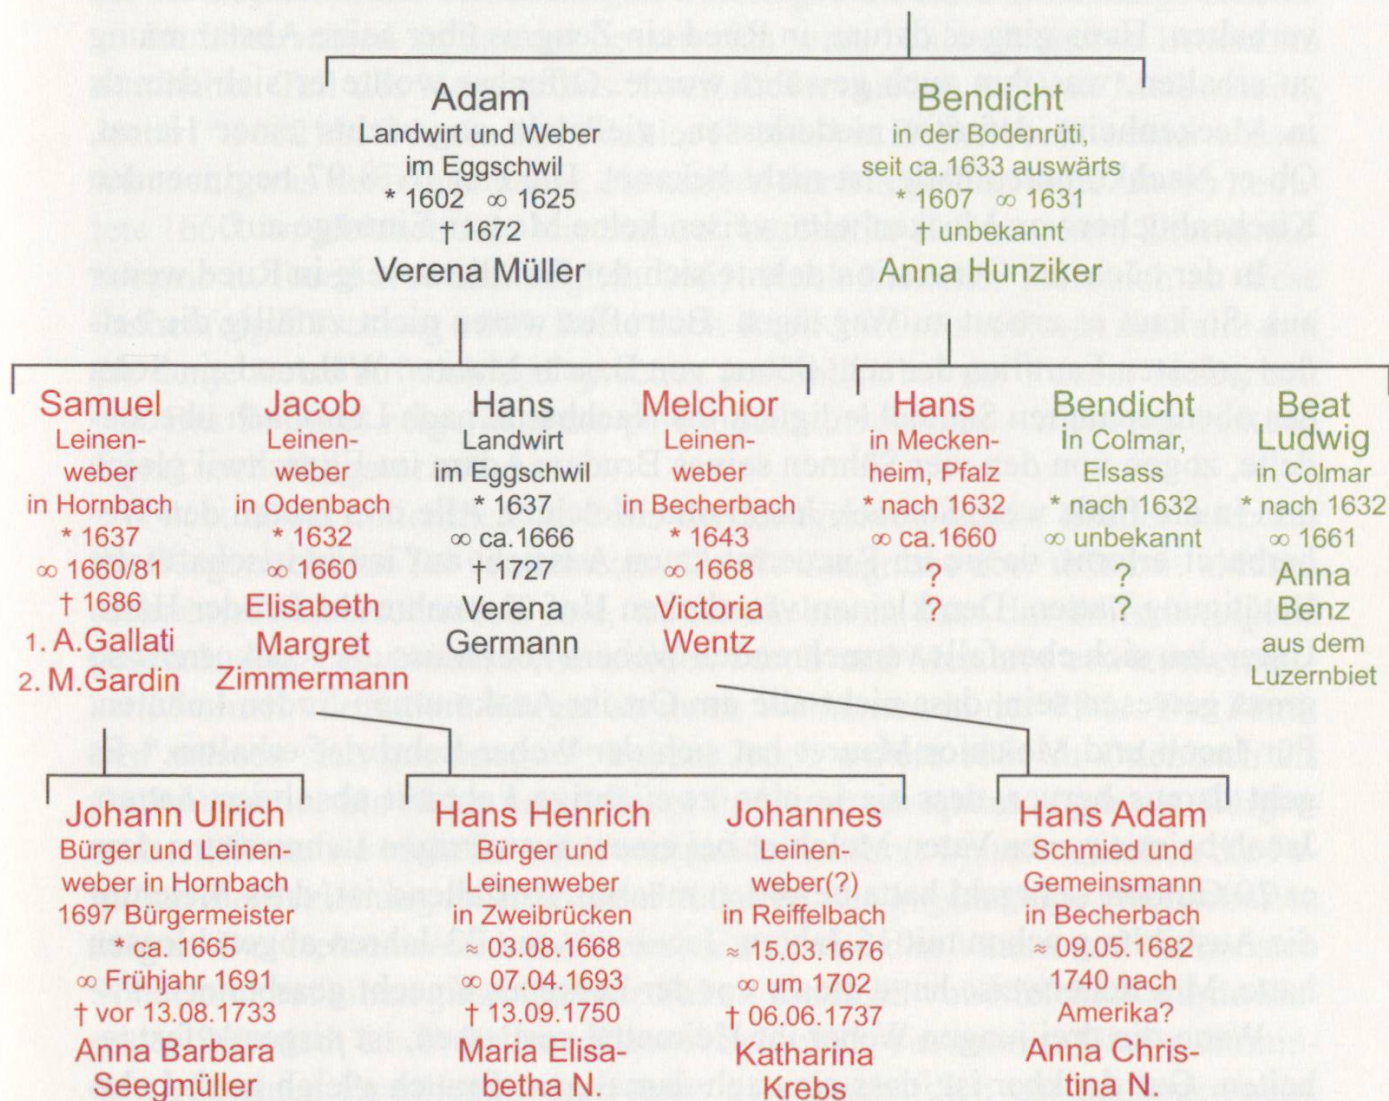 Adam
Landwirt und Weber
im Eggschwil
* 1602 ∞ 1625
† 1672
Verena Müller
Bendicht
in der Bodenrüti,
seit ca.1633 auswärts
*1607 ∞ 1631
† unbekannt
Anna Hunziker
Samuel
Leinen-
weber
in Hornbach
* 1637
∞ 1660/81
† 1686
1. A.Gallati
2. M.Gardin
Jacob
Leinen-
weber
in Odenbach
* 1632
∞ 1660
Elisabeth
Margret
Zimmermann
Hans
Landwirt
im Eggschwil
* 1637
∞ ca.1666
† 1727
Verena
Germann
Melchior
Leinen-
weber
in Becherbach
* 1643
∞ 1668
Victoria
Wentz
Hans
in Mecken-
heim, Pfalz
* nach 1632
∞ ca.1660
?
?
Bendicht
In Colmar,
Elsass
* nach 1632
∞ unbekannt
?
?
Beat
Ludwig
in Colmar
* nach 1632
∞ 1661
Anna
Benz
aus dem
Luzernbiet
Johann Ulrich
Bürger und Leinen-
weber in Hornbach
1697 Bürgermeister
* ca. 1665
∞ Frühjahr 1691
† vor 13.08.1733
Anna Barbara
Seegmüller
Hans Henrich
Bürger und
Leinenweber
in Zweibrücken
≈ 03.08.1668
∞ 07.04.1693
† 13.09.1750
Maria Elisa-
betha N.
Johannes
Leinen-
weber(?)
in Reiffelbach
≈ 15.03.1676
∞ um 1702
† 06.06.1737
Katharina
Krebs
Hans Adam
Schmied und
Gemeinsmann
in Becherbach
≈ 09.05.1682
1740 nach
Amerika?
Anna Chris-
tina N.